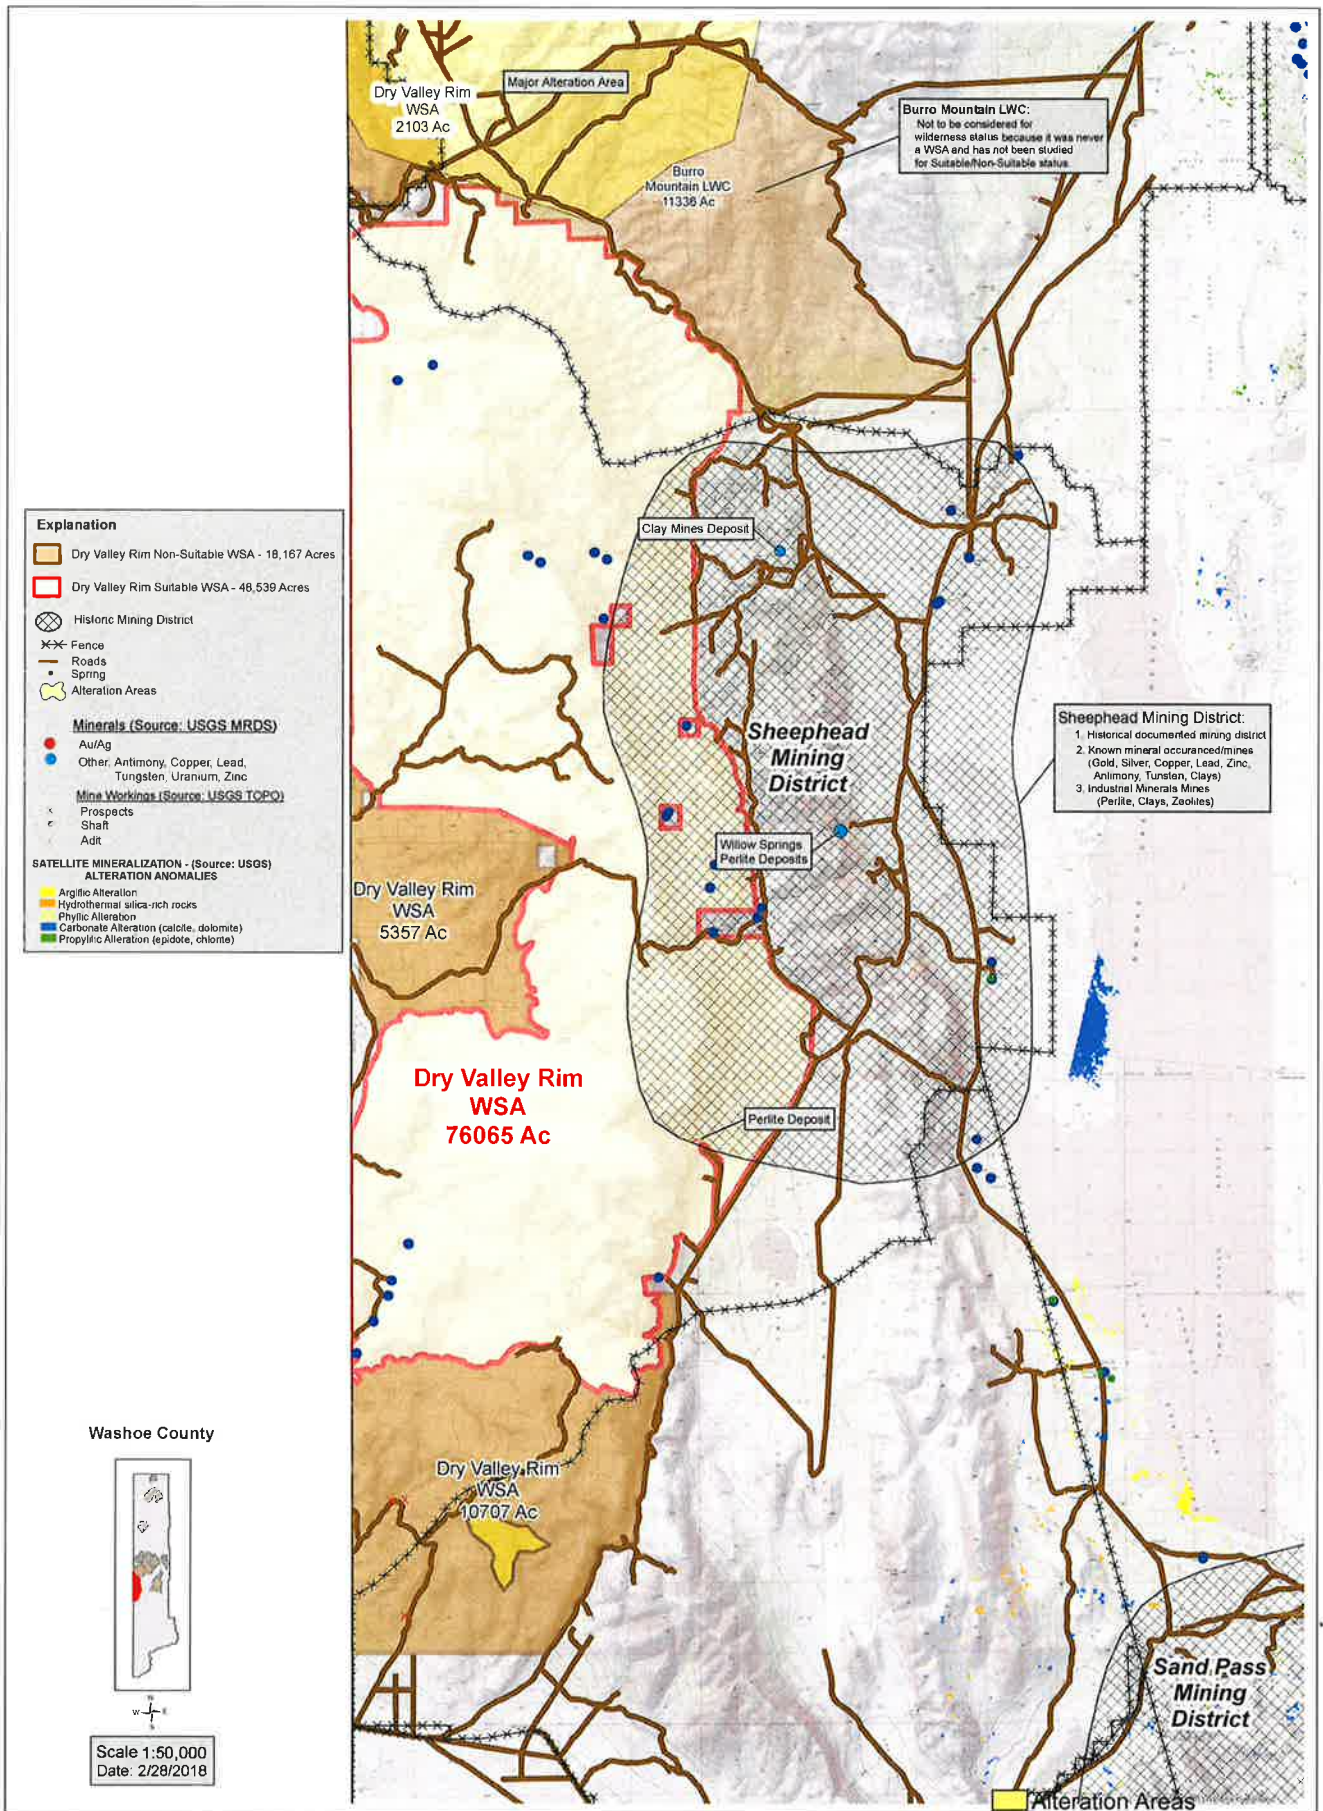 Dry Valley Rim
WSA
2103 Ac
Major Alteration Area
Burro Mountain LWC:
Not to be considered for
wilderness status because it was never
a WSA and has not been studied
for Suitable/Non-Suitable status.
Burro
Mountain LWC
11336 Ac
Explanation
Dry Valley Rim Non-Suitable WSA - 18,167 Acres
Dry Valley Rim Suitable WSA - 48,539 Acres
Historic Mining District
Fence
Roads
Spring
Alteration Areas
Minerals (Source: USGS MRDS)
Au/Ag
Other, Antimony, Copper, Lead,
Tungsten, Uranium, Zinc
Mine Workings (Source: USGS TOPO)
Prospects
Shaft
Adit
SATELLITE MINERALIZATION - (Source: USGS)
ALTERATION ANOMALIES
Argillic Alteration
Hydrothermal silica-rich rocks
Phyllic Alteration
Carbonate Alteration (calcite, dolomite)
Propylitic Alteration (epidote, chlorite)
Clay Mines Deposit
Sheephead
Mining
District
Sheephead Mining District:
1. Historical documented mining district
2. Known mineral occuranced/mines
(Gold, Silver, Copper, Lead, Zinc,
Antimony, Tunsten, Clays)
3. Industrial Minerals Mines
(Perlite, Clays, Zeolites)
Willow Springs
Perlite Deposits
Dry Valley Rim
WSA
5357 Ac
Dry Valley Rim
WSA
76065 Ac
Perlite Deposit
Dry Valley Rim
WSA
10707 Ac
Washoe County
N
W E
S
Scale 1:50,000
Date: 2/28/2018
Sand Pass
Mining
District
Alteration Areas